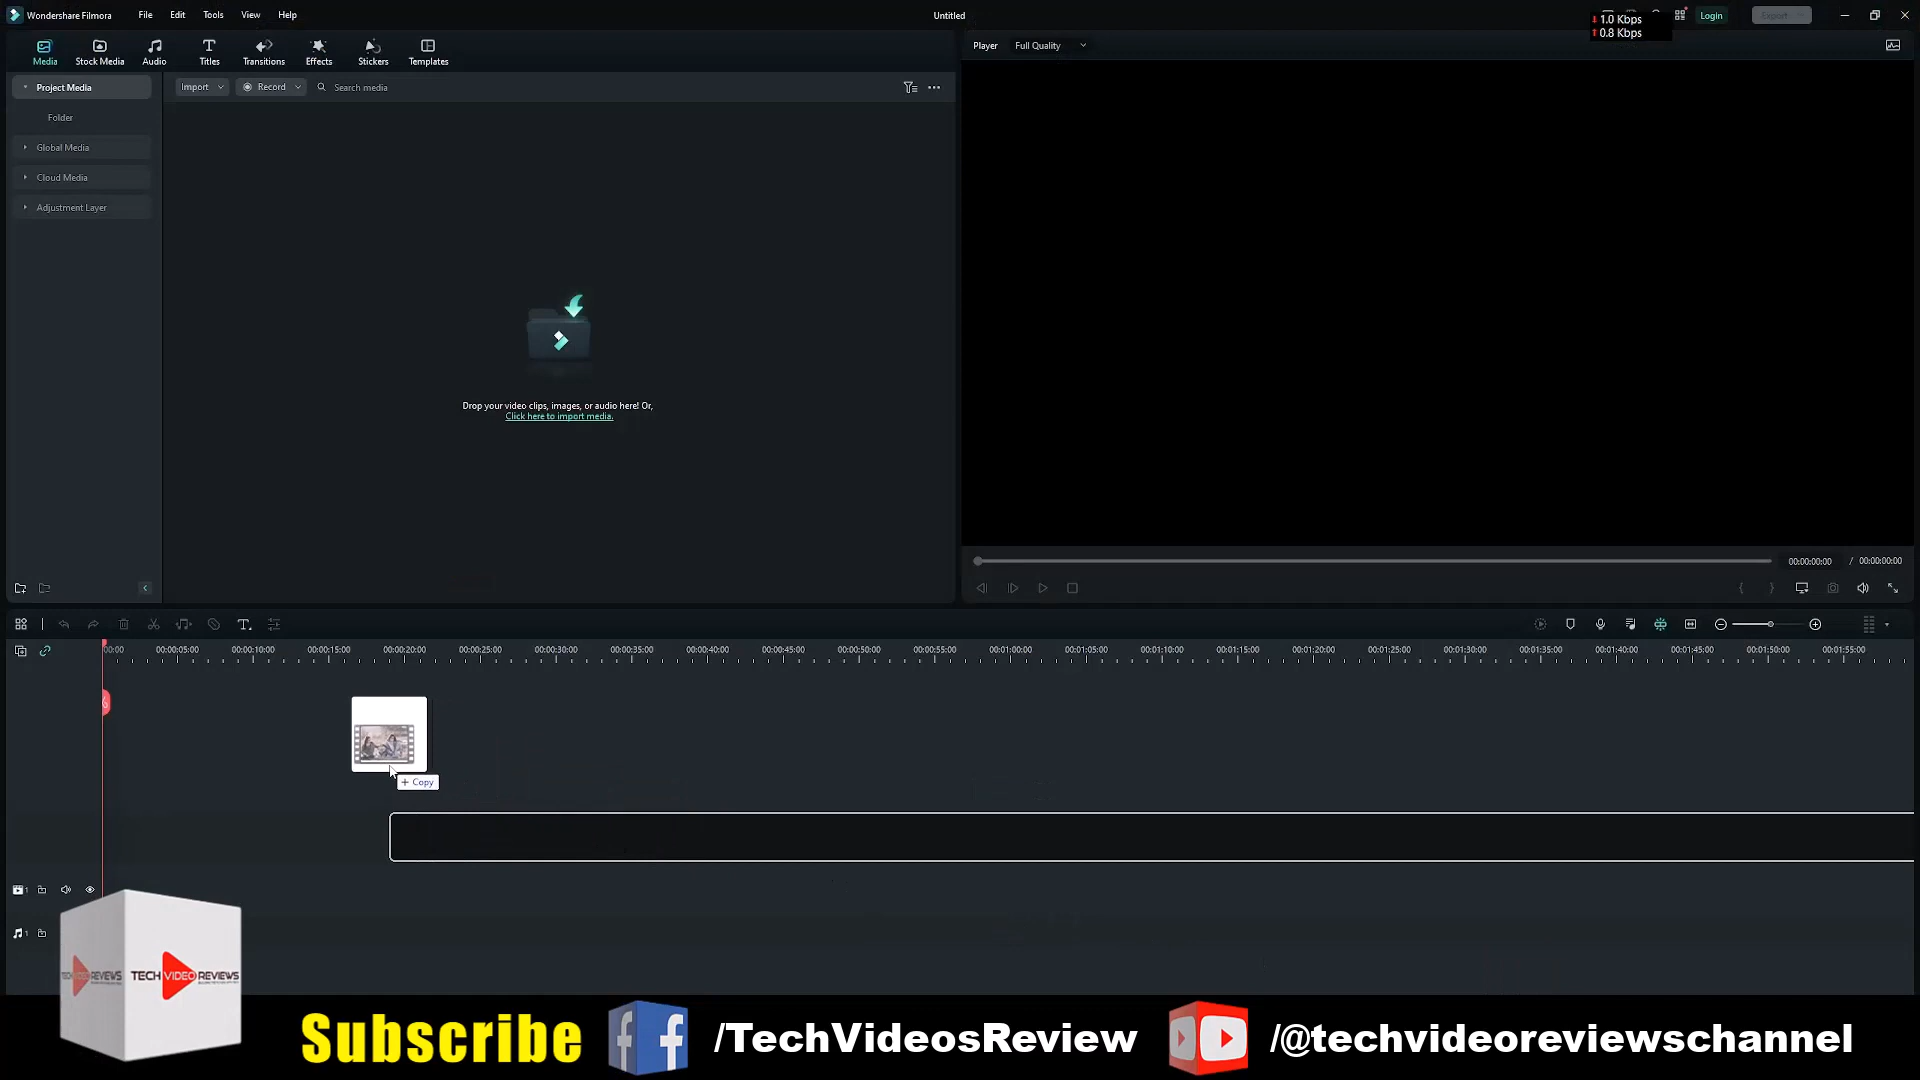 Wondershare Filmora
File
Edit
Tools
View
Help
Untitled
1.0 Kbps
0.8 Kbps
Login
Export
Media
Stock Media
Audio
Titles
Transitions
Effects
Stickers
Templates
Player
Full Quality
Project Media
Folder
Global Media
Cloud Media
Adjustment Layer
Import
Record
Search media
Drop your video clips, images, or audio here! Or,
Click here to import media.
00:00:00:00 / 00:00:00:00
00:00 00:00:05:00 00:00:10:00 00:00:15:00 00:00:20:00 00:00:25:00 00:00:30:00 00:00:35:00 00:00:40:00 00:00:45:00 00:00:50:00 00:00:55:00 00:01:00:00 00:01:05:00 00:01:10:00 00:01:15:00 00:01:20:00 00:01:25:00 00:01:30:00 00:01:35:00 00:01:40:00 00:01:45:00 00:01:50:00 00:01:55:00
+ Copy
1
1
TECH VIDEO REVIEWS
TECH VIDEO REVIEWS
Subscribe
/TechVideosReview
/@techvideoreviewschannel